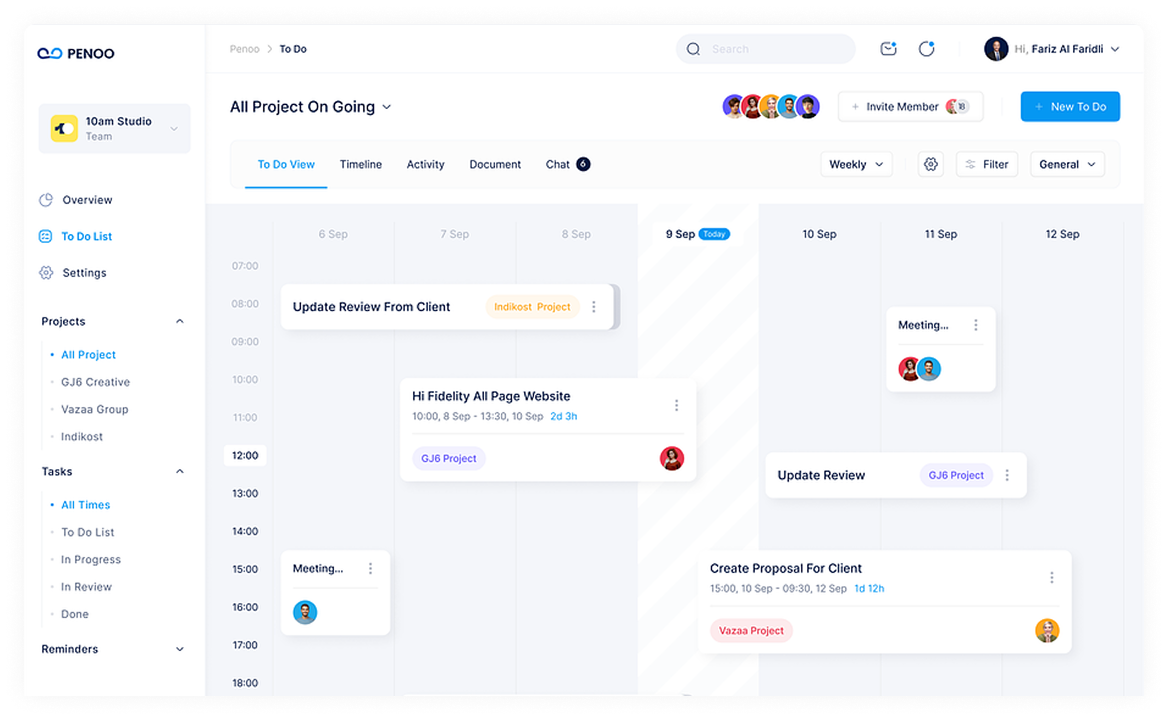 PENOO
Penoo > To Do
Search
Hi, Fariz Al Faridli
10am Studio
Team
All Project On Going
Invite Member
18
+ New To Do
To Do View
Timeline
Activity
Document
Chat 6
Weekly
Filter
General
Overview
To Do List
Settings
Projects
All Project
GJ6 Creative
Vazaa Group
Indikost
Tasks
All Times
To Do List
In Progress
In Review
Done
Reminders
6 Sep
7 Sep
8 Sep
9 Sep Today
10 Sep
11 Sep
12 Sep
07:00
08:00
09:00
10:00
11:00
12:00
13:00
14:00
15:00
16:00
17:00
18:00
Update Review From Client
Indikost Project
Meeting...
Hi Fidelity All Page Website
10:00, 8 Sep - 13:30, 10 Sep 2d 3h
GJ6 Project
Update Review
GJ6 Project
Meeting...
Create Proposal For Client
15:00, 10 Sep - 09:30, 12 Sep 1d 12h
Vazaa Project